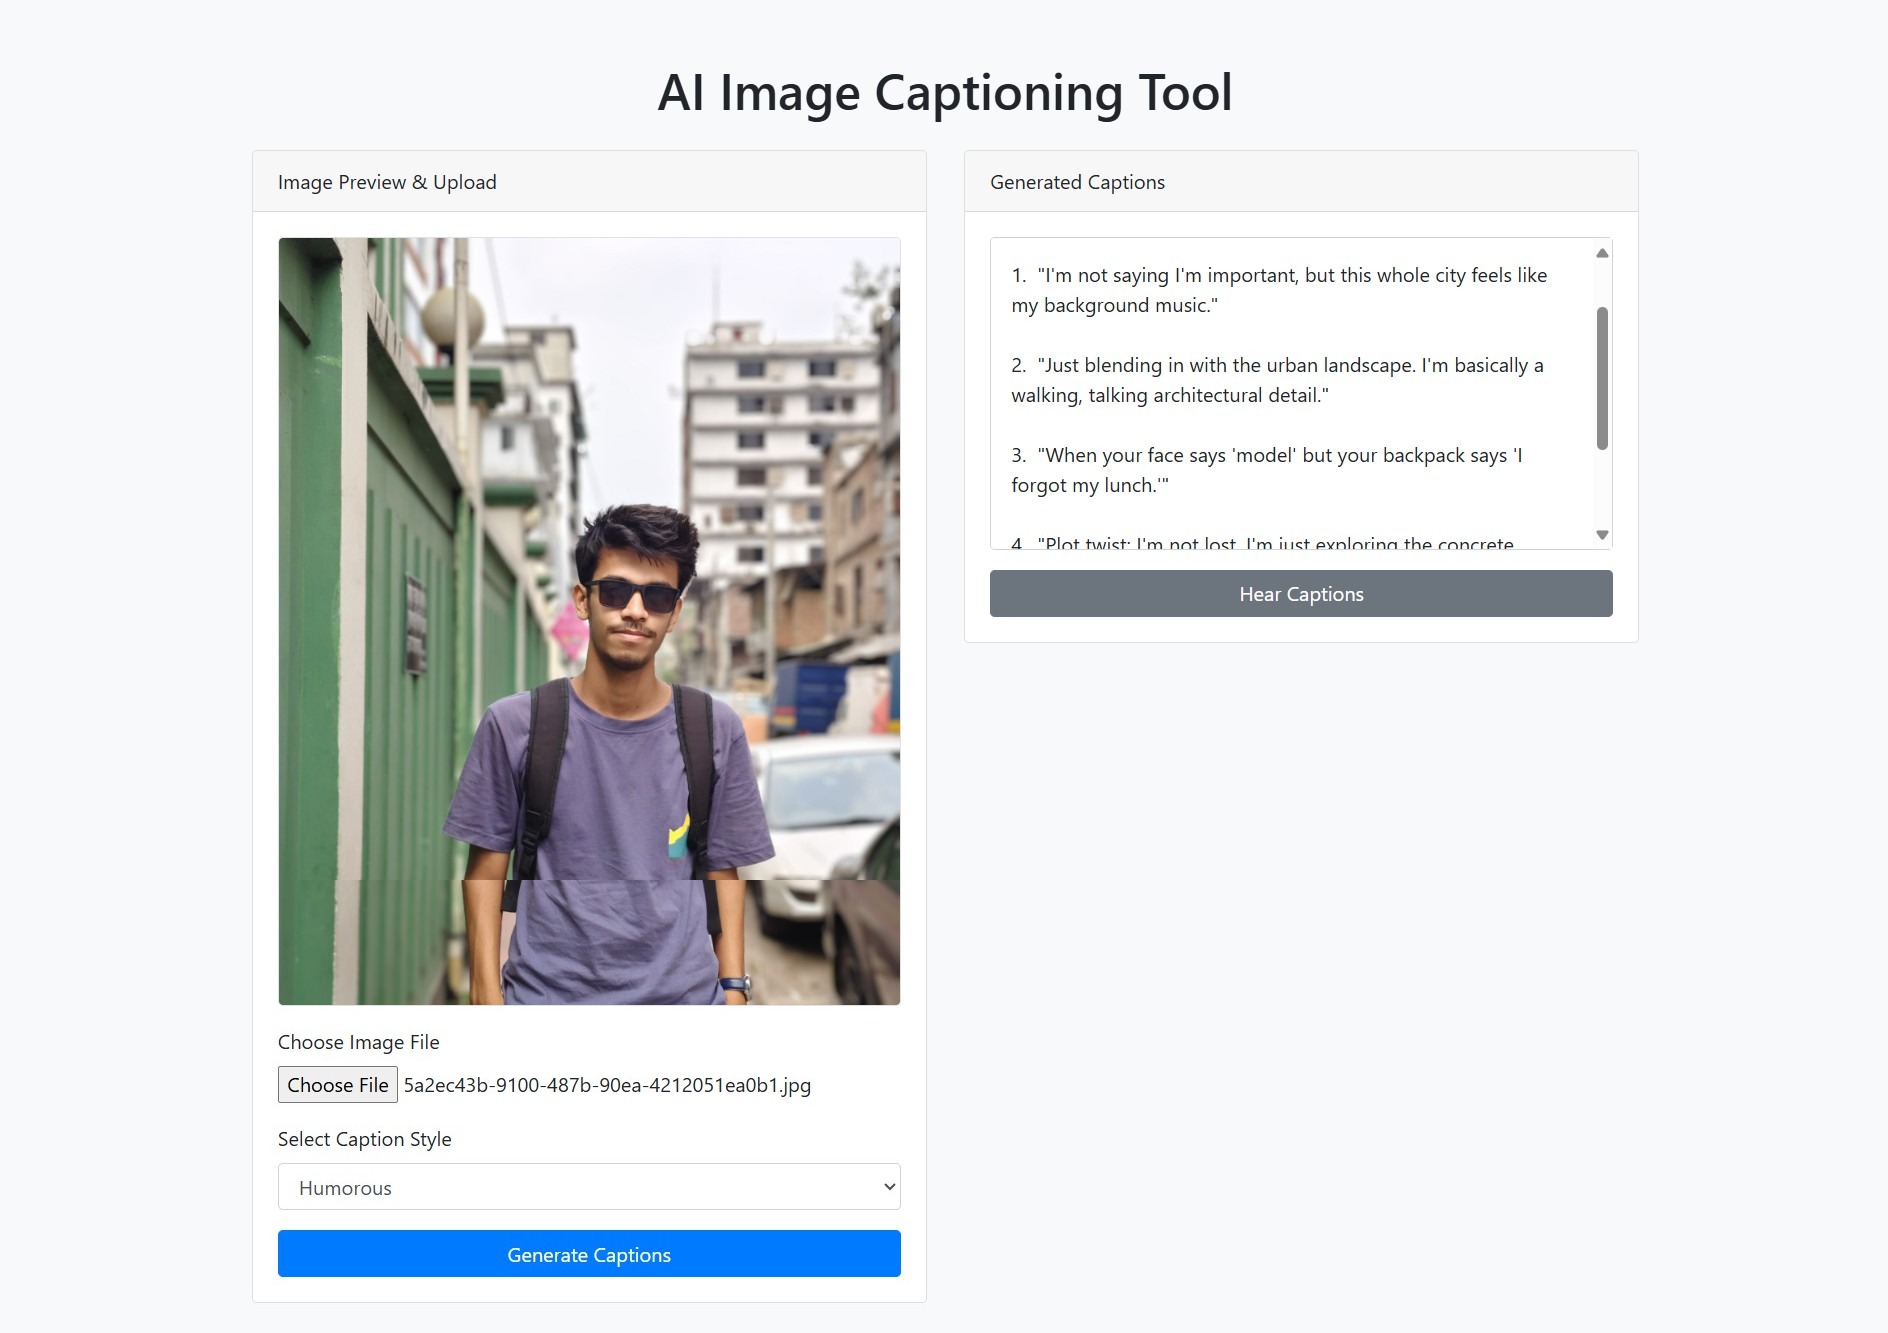 AI Image Captioning Tool
Image Preview & Upload
Choose Image File
Choose File 5a2ec43b-9100-487b-90ea-4212051ea0b1.jpg
Select Caption Style
Humorous
Generate Captions
Generated Captions
1. "I'm not saying I'm important, but this whole city feels like
my background music."
2. "Just blending in with the urban landscape. I'm basically a
walking, talking architectural detail."
3. "When your face says 'model' but your backpack says 'I
forgot my lunch.'"
4. "Plot twist: I'm not lost, I'm just exploring the concrete
Hear Captions